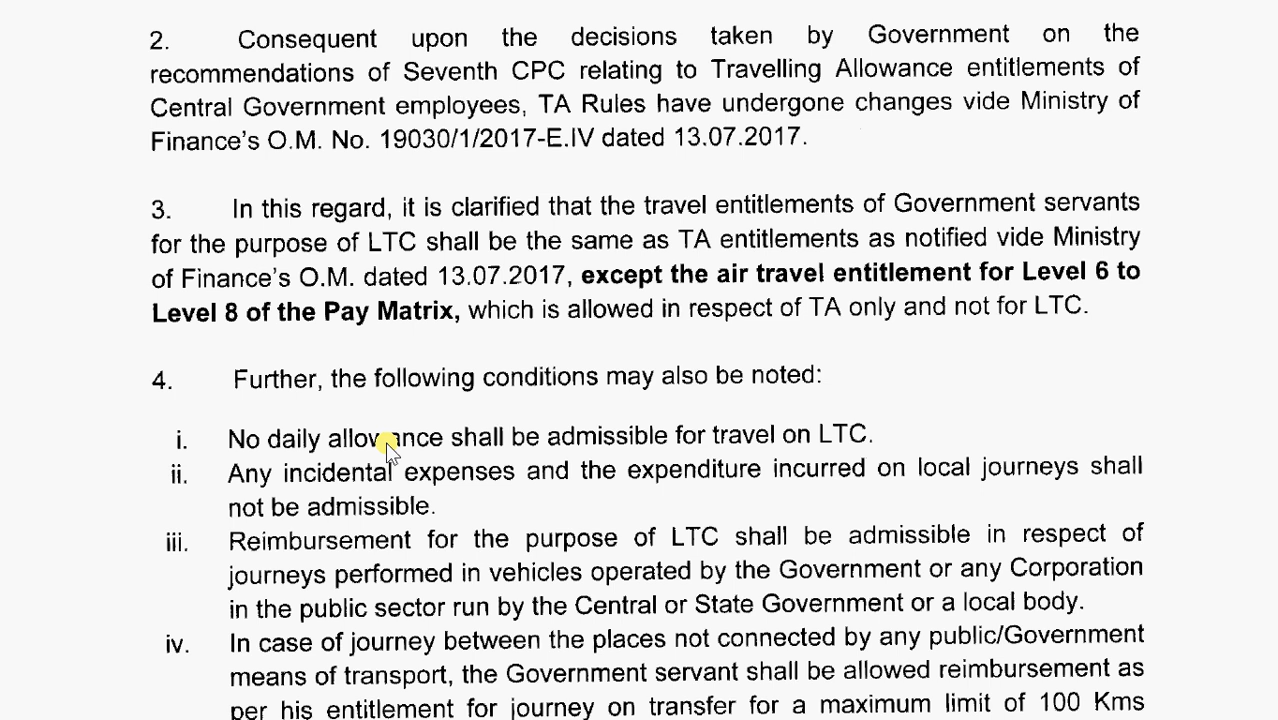 2. Consequent upon the decisions taken by Government on the
recommendations of Seventh CPC relating to Travelling Allowance entitlements of
Central Government employees, TA Rules have undergone changes vide Ministry of
Finance's O.M. No. 19030/1/2017-E.IV dated 13.07.2017.
3. In this regard, it is clarified that the travel entitlements of Government servants
for the purpose of LTC shall be the same as TA entitlements as notified vide Ministry
of Finance's O.M. dated 13.07.2017, except the air travel entitlement for Level 6 to
Level 8 of the Pay Matrix, which is allowed in respect of TA only and not for LTC.
4. Further, the following conditions may also be noted:
i. No daily allowance shall be admissible for travel on LTC.
ii. Any incidental expenses and the expenditure incurred on local journeys shall
not be admissible.
iii. Reimbursement for the purpose of LTC shall be admissible in respect of
journeys performed in vehicles operated by the Government or any Corporation
in the public sector run by the Central or State Government or a local body.
iv. In case of journey between the places not connected by any public/Government
means of transport, the Government servant shall be allowed reimbursement as
per his entitlement for journey on transfer for a maximum limit of 100 Kms